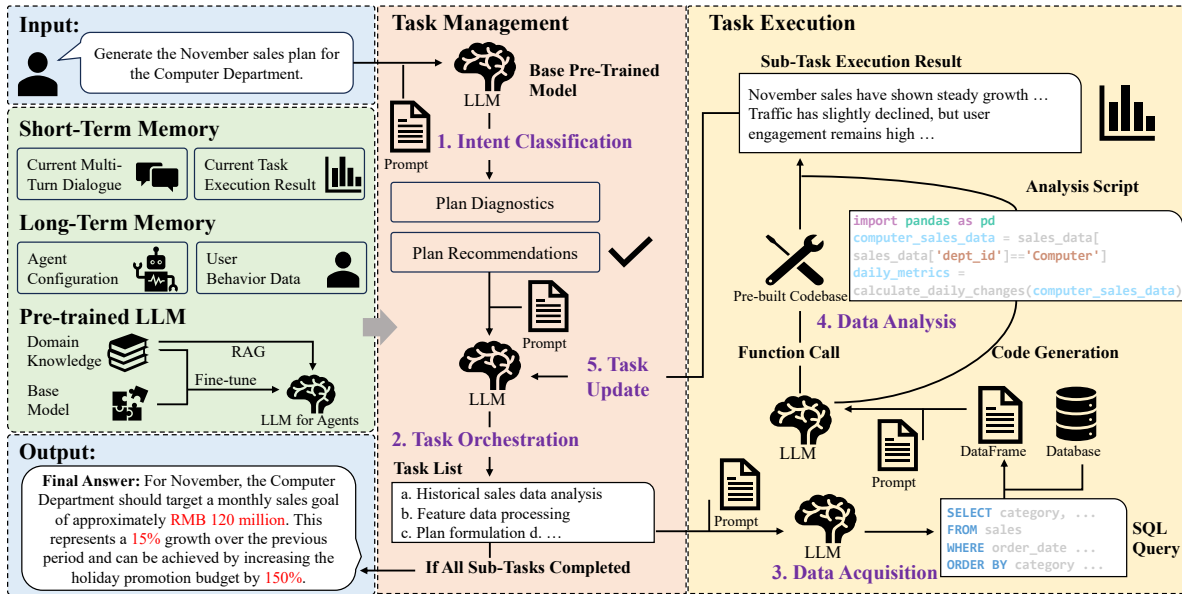 Input:
Generate the November sales plan for
the Computer Department.
Short-Term Memory
Current Multi-
Turn Dialogue
Current Task
Execution Result
Long-Term Memory
Agent
Configuration
User
Behavior Data
Pre-trained LLM
Domain
Knowledge
RAG
Fine-tune
Base
Model
LLM for Agents
Output:
Final Answer: For November, the Computer
Department should target a monthly sales goal
of approximately RMB 120 million. This
represents a 15% growth over the previous
period and can be achieved by increasing the
holiday promotion budget by 150%.
Task Management
LLM
Base Pre-Trained
Model
Prompt
1. Intent Classification
Plan Diagnostics
Plan Recommendations
Prompt
LLM
5. Task
Update
2. Task Orchestration
Task List
a. Historical sales data analysis
b. Feature data processing
c. Plan formulation d. …
If All Sub-Tasks Completed
Task Execution
Sub-Task Execution Result
November sales have shown steady growth …
Traffic has slightly declined, but user
engagement remains high …
Analysis Script
import pandas as pd
computer_sales_data = sales_data[
sales_data['dept_id']=='Computer']
daily_metrics =
calculate_daily_changes(computer_sales_data)
Pre-built Codebase
4. Data Analysis
Function Call
Code Generation
LLM
Prompt
DataFrame
Database
Prompt
LLM
3. Data Acquisition
SELECT category, ...
FROM sales
WHERE order_date ...
ORDER BY category ...
SQL
Query